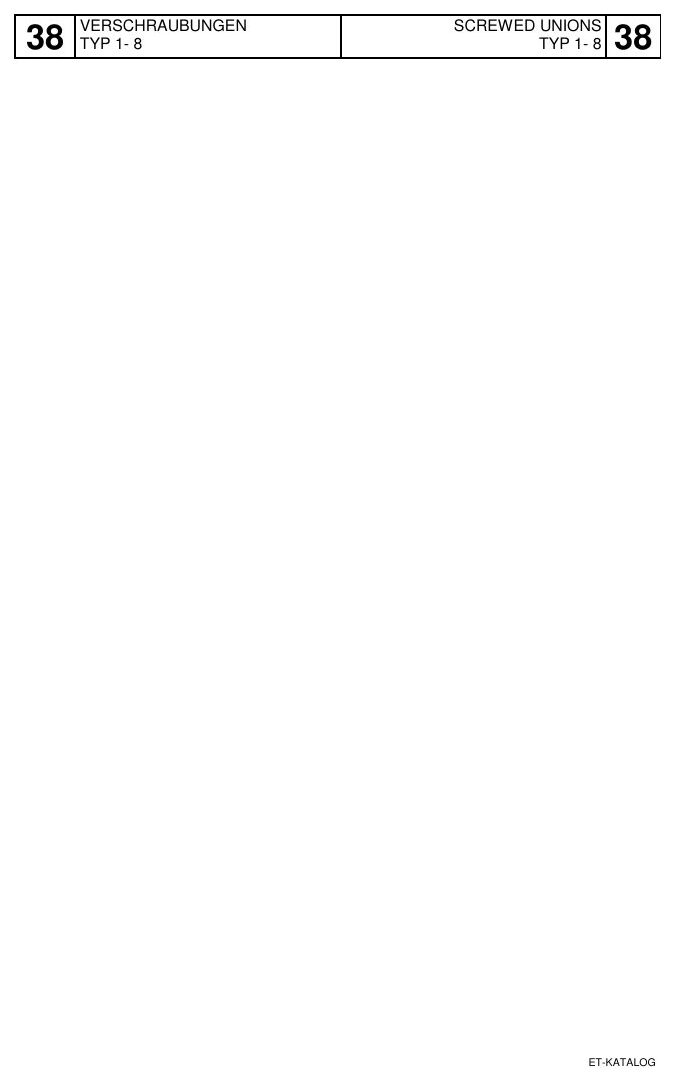 38
VERSCHRAUBUNGEN
TYP 1- 8
SCREWED UNIONS
TYP 1- 8
38
ET-KATALOG